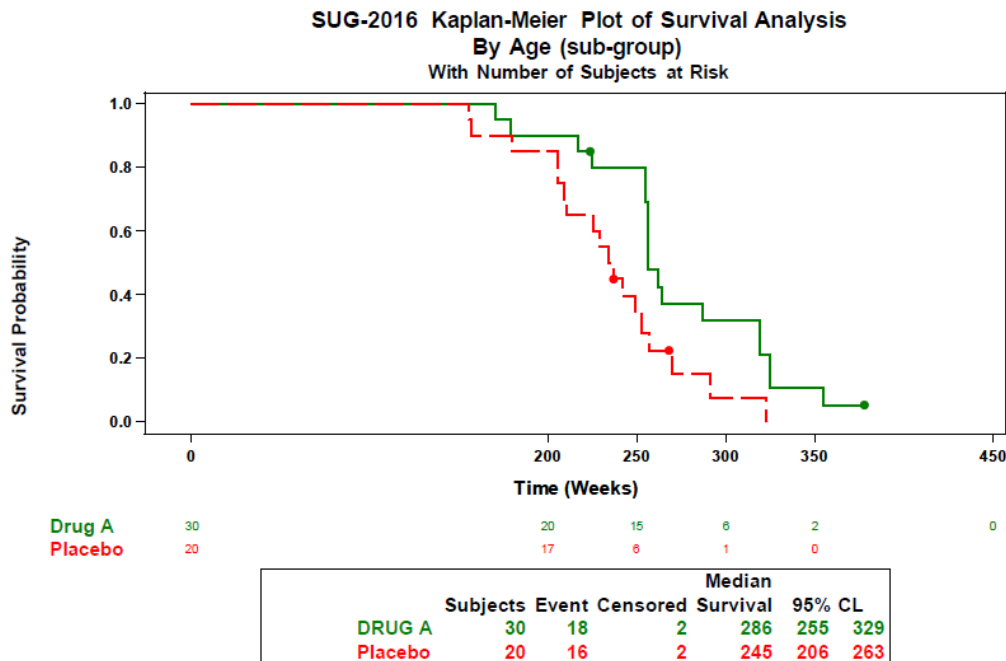 SUG-2016 Kaplan-Meier Plot of Survival Analysis
By Age (sub-group)
With Number of Subjects at Risk
Survival Probability
1.0
0.8
0.6
0.4
0.2
0.0
0 200 250 300 350 450
Time (Weeks)
Drug A 30 20 15 6 2 0
Placebo 20 17 6 1 0
Median
Subjects Event Censored Survival 95% CL
DRUG A 30 18 2 286 255 329
Placebo 20 16 2 245 206 263